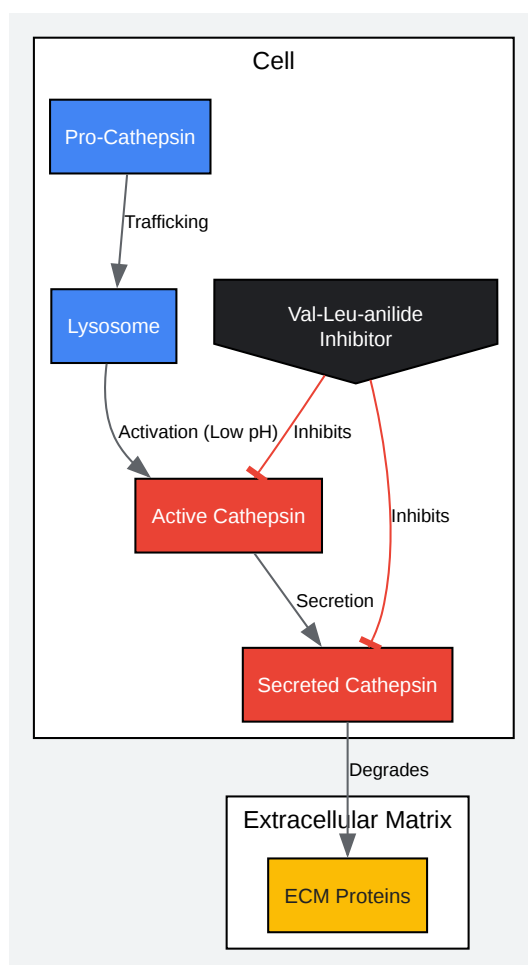 Cell
Pro-Cathepsin
Trafficking
Lysosome
Val-Leu-anilide
Inhibitor
Activation (Low pH)
Inhibits
Active Cathepsin
Inhibits
Secretion
Secreted Cathepsin
Degrades
Extracellular Matrix
ECM Proteins